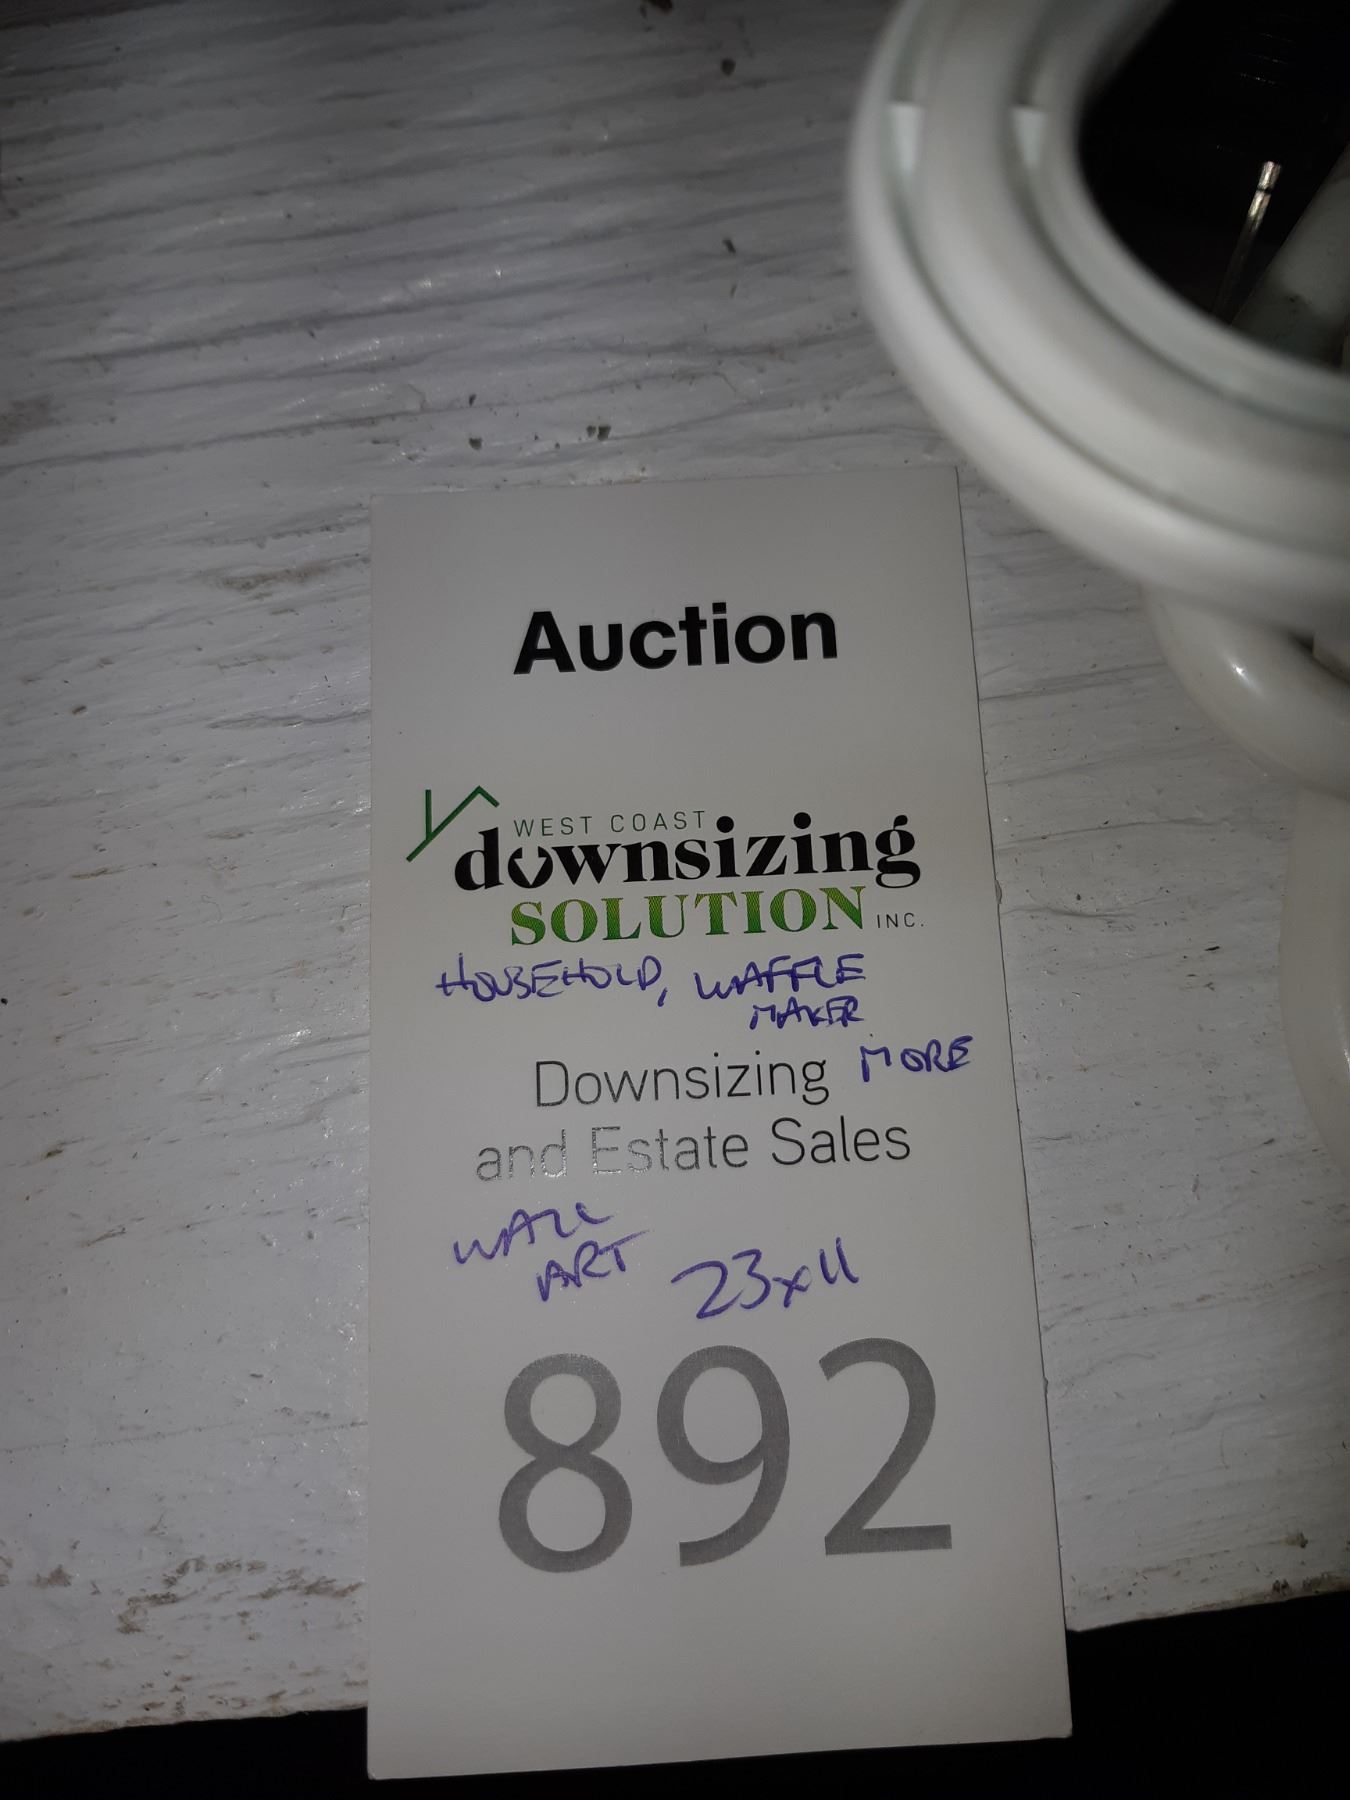 Auction
WEST COAST
downsizing
SOLUTION INC.
HOUSEHOLD, WAFFLE
MAKER
MORE
Downsizing
and Estate Sales
WALL
ART
23x11
892